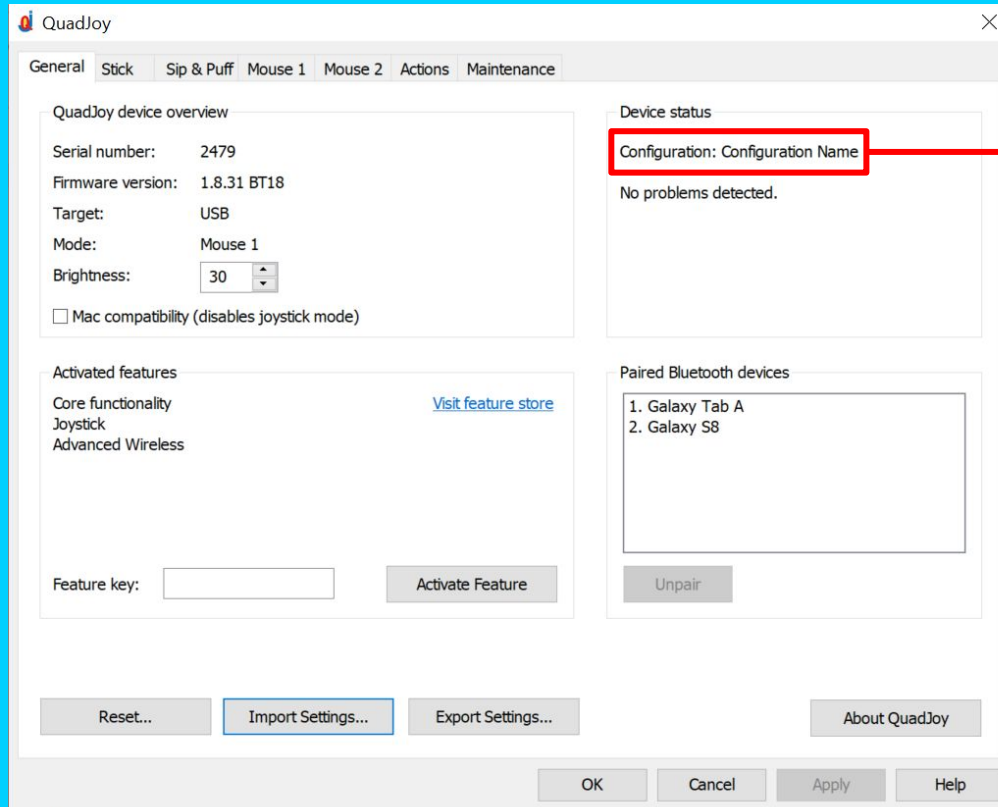 QuadJoy
General Stick Sip & Puff Mouse 1 Mouse 2 Actions Maintenance
QuadJoy device overview
Serial number: 2479
Firmware version: 1.8.31 BT18
Target: USB
Mode: Mouse 1
Brightness: 30
Mac compatibility (disables joystick mode)
Device status
Configuration: Configuration Name
No problems detected.
Activated features
Core functionality Visit feature store
Joystick
Advanced Wireless
Feature key: Activate Feature
Paired Bluetooth devices
1. Galaxy Tab A
2. Galaxy S8
Unpair
Reset... Import Settings... Export Settings... About QuadJoy
OK Cancel Apply Help